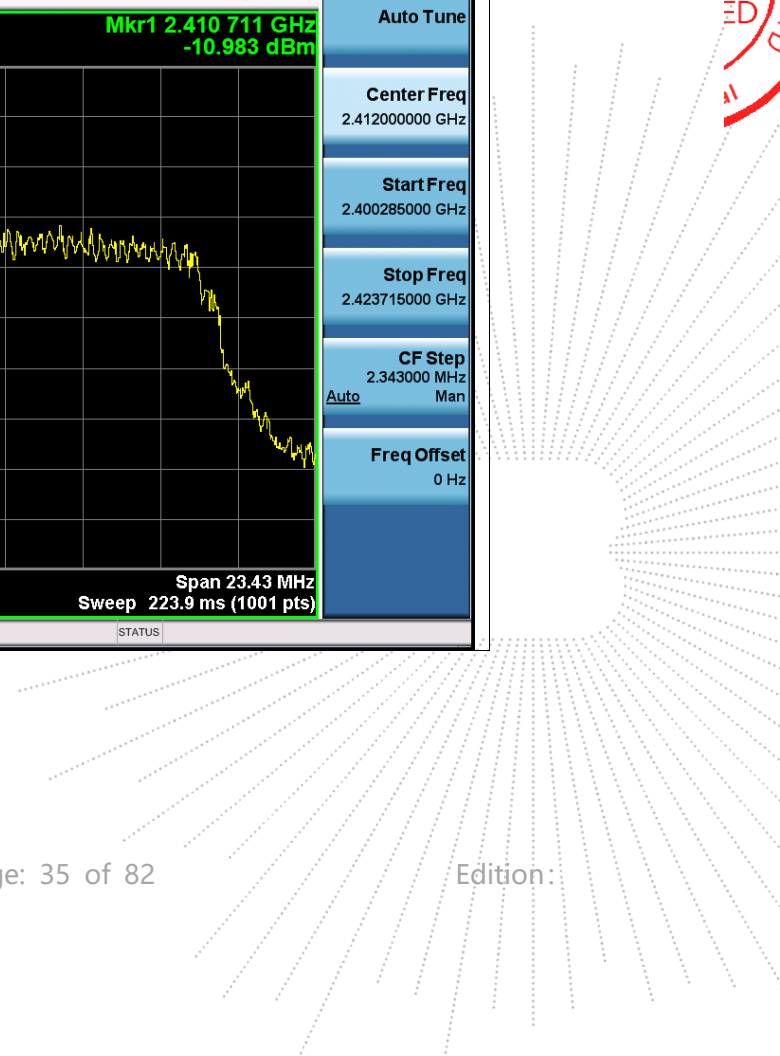 Mkr1 2.410 711 GHz
-10.983 dBm
Auto Tune
Center Freq
2.412000000 GHz
Start Freq
2.400285000 GHz
Stop Freq
2.423715000 GHz
CF Step
2.343000 MHz
Auto Man
Freq Offset
0 Hz
Span 23.43 MHz
Sweep 223.9 ms (1001 pts)
STATUS
ge: 35 of 82 Edition:
ED